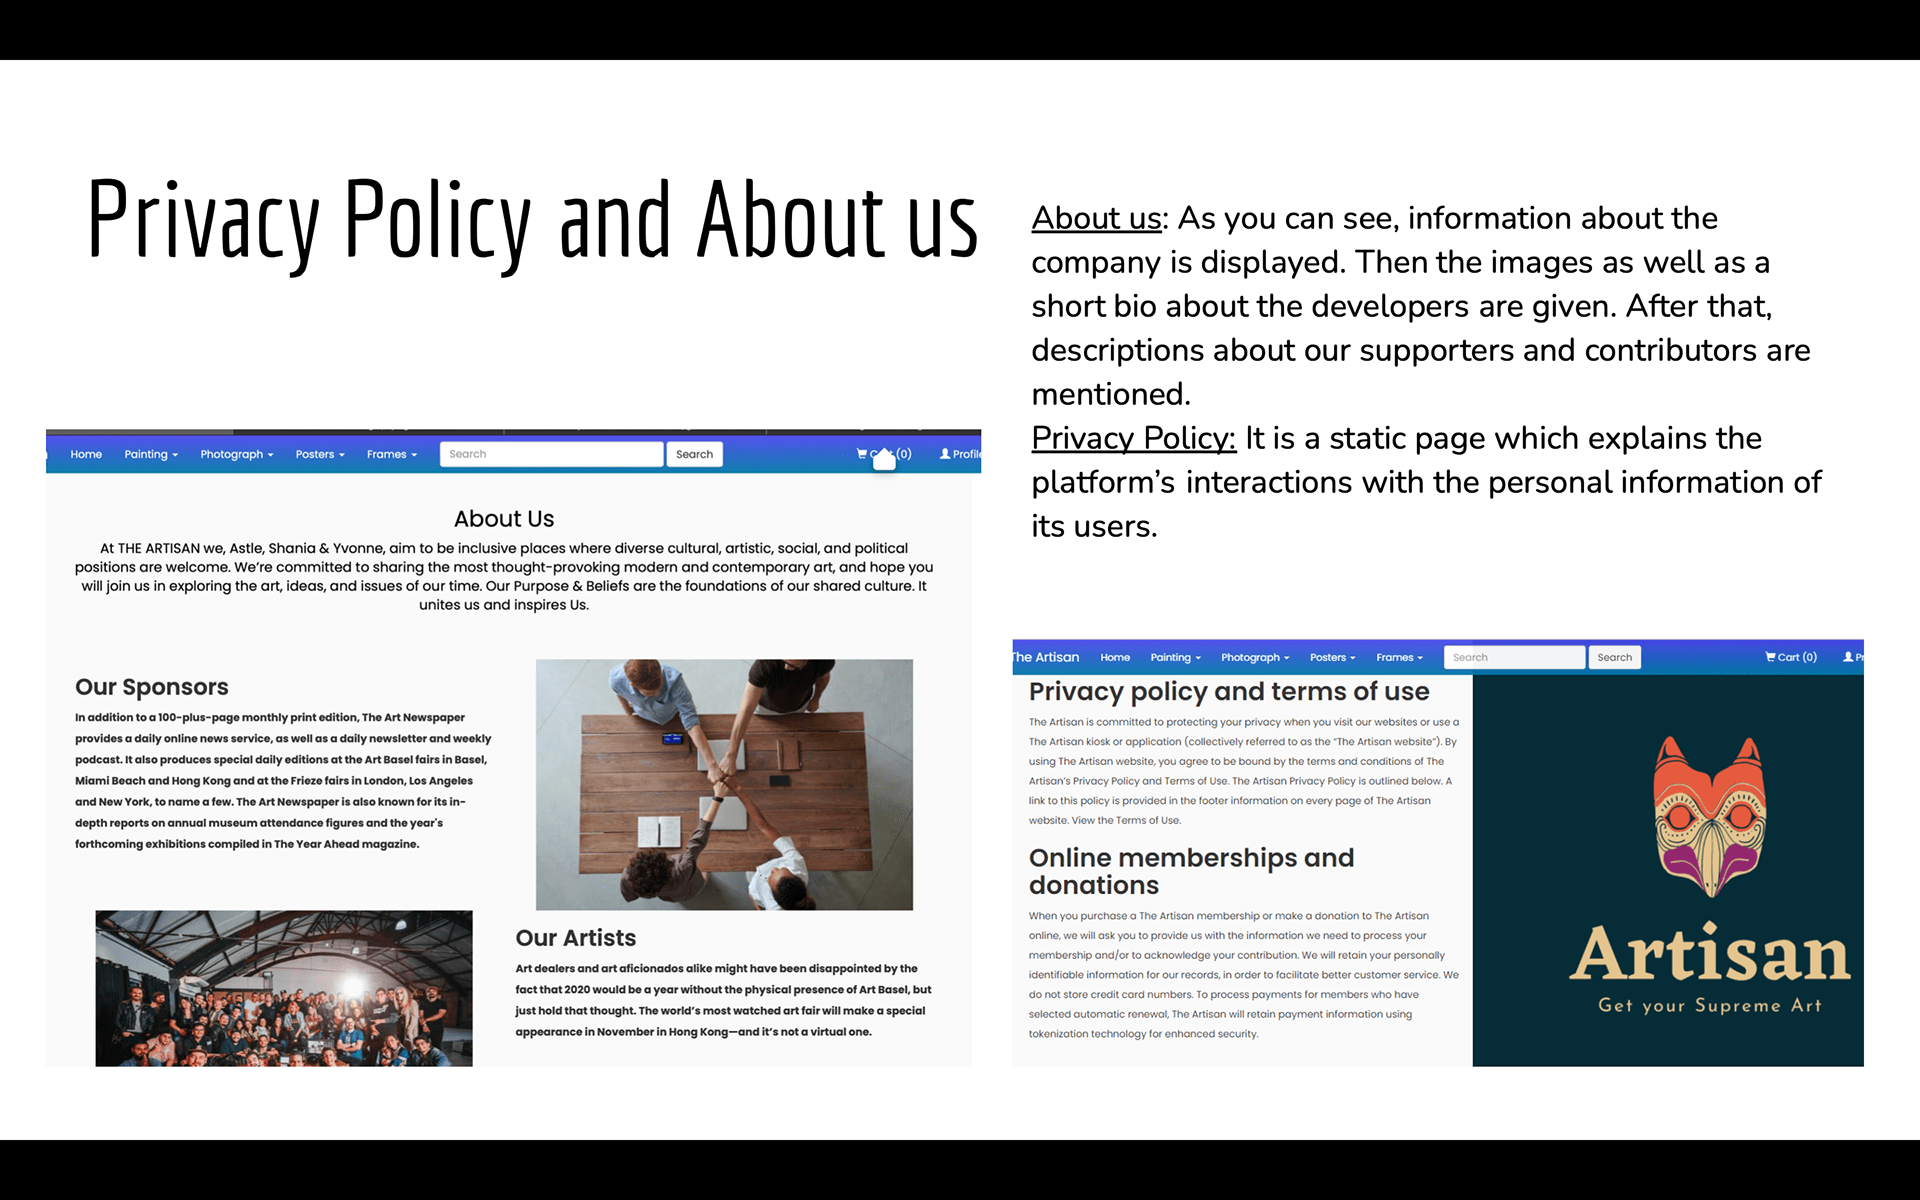 Privacy Policy and About us
About us: As you can see, information about the
company is displayed. Then the images as well as a
short bio about the developers are given. After that,
descriptions about our supporters and contributors are
mentioned.
Privacy Policy: It is a static page which explains the
platform’s interactions with the personal information of
its users.
Home Painting Photograph Posters Frames Search Search (0) Profile
About Us
At THE ARTISAN we, Astle, Shania & Yvonne, aim to be inclusive places where diverse cultural, artistic, social, and political
positions are welcome. We’re committed to sharing the most thought-provoking modern and contemporary art, and hope you
will join us in exploring the art, ideas, and issues of our time. Our Purpose & Beliefs are the foundations of our shared culture. It
unites us and inspires Us.
Our Sponsors
In addition to a 100-plus-page monthly print edition, The Art Newspaper
provides a daily online news service, as well as a daily newsletter and weekly
podcast. It also produces special daily editions at the Art Basel fairs in Basel,
Miami Beach and Hong Kong and at the Frieze fairs in London, Los Angeles
and New York, to name a few. The Art Newspaper is also known for its in-
depth reports on annual museum attendance figures and the year's
forthcoming exhibitions compiled in The Year Ahead magazine.
Our Artists
Art dealers and art aficionados alike might have been disappointed by the
fact that 2020 would be a year without the physical presence of Art Basel, but
just hold that thought. The world’s most watched art fair will make a special
appearance in November in Hong Kong—and it’s not a virtual one.
The Artisan Home Painting Photograph Posters Frames Search Search Cart (0)
Privacy policy and terms of use
The Artisan is committed to protecting your privacy when you visit our websites or use a
The Artisan kiosk or application (collectively referred to as the “The Artisan website”). By
using The Artisan website, you agree to be bound by the terms and conditions of The
Artisan’s Privacy Policy and Terms of Use. The Artisan Privacy Policy is outlined below. A
link to this policy is provided in the footer information on every page of The Artisan
website. View the Terms of Use.
Online memberships and
donations
When you purchase a The Artisan membership or make a donation to The Artisan
online, we will ask you to provide us with the information we need to process your
membership and/or to acknowledge your contribution. We will retain your personally
identifiable information for our records, in order to facilitate better customer service. We
do not store credit card numbers. To process payments for members who have
selected automatic renewal, The Artisan will retain payment information using
tokenization technology for enhanced security.
Artisan
Get your Supreme Art